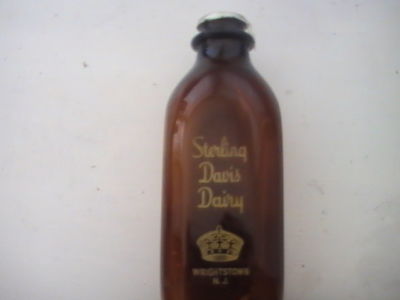 Sterling
Davis
Dairy
WRIGHTSTOWN
N. J.